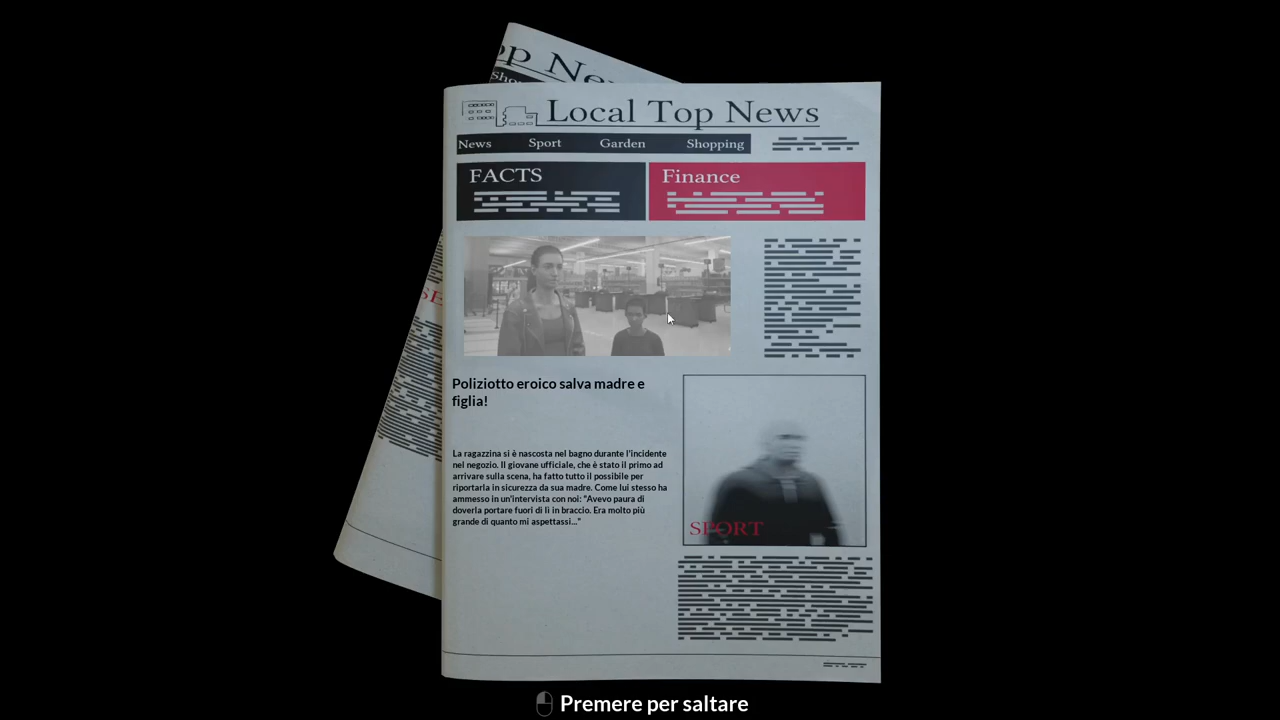 op Ne
Sho
SE
Local Top News
News Sport Garden Shopping
FACTS
Finance
Poliziotto eroico salva madre e
figlia!
La ragazzina si è nascosta nel bagno durante l'incidente
nel negozio. Il giovane ufficiale, che è stato il primo ad
arrivare sulla scena, ha fatto tutto il possibile per
riportarla in sicurezza da sua madre. Come lui stesso ha
ammesso in un'intervista con noi: "Avevo paura di
doverla portare fuori di lì in braccio. Era molto più
grande di quanto mi aspettassi..."
SPORT
Premere per saltare